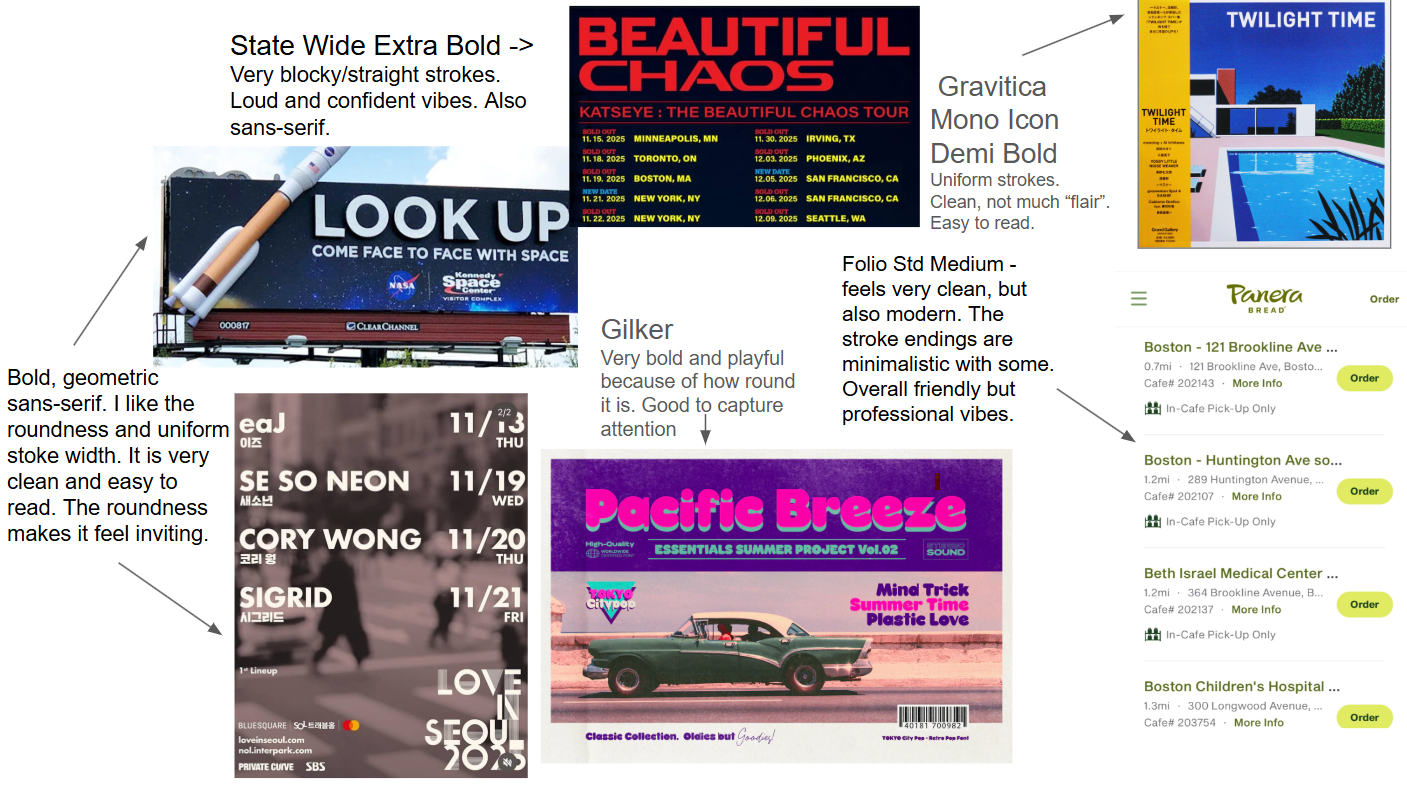 State Wide Extra Bold ->
Very blocky/straight strokes.
Loud and confident vibes. Also
sans-serif.
BEAUTIFUL
CHAOS
KATSEYE : THE BEAUTIFUL CHAOS TOUR
SOLD OUT
11.15. 2025 MINNEAPOLIS, MN
SOLD OUT
11.18. 2025 TORONTO, ON
SOLD OUT
11.19. 2025 BOSTON, MA
NEW DATE
11.21. 2025 NEW YORK, NY
SOLD OUT
11.22. 2025 NEW YORK, NY
SOLD OUT
11.30. 2025 IRVING, TX
SOLD OUT
12.03. 2025 PHOENIX, AZ
NEW DATE
12.05. 2025 SAN FRANCISCO, CA
SOLD OUT
12.06. 2025 SAN FRANCISCO, CA
SOLD OUT
12.09. 2025 SEATTLE, WA
Gravitica
Mono Icon
Demi Bold
Uniform strokes.
Clean, not much “flair”.
Easy to read.
TWILIGHT TIME
TWILIGHT
TIME
トワイライト・タイム
LOOK UP
COME FACE TO FACE WITH SPACE
NASA
Kennedy
Space
Center
VISITOR COMPLEX
000817
CLEARCHANNEL
Bold, geometric
sans-serif. I like the
roundness and uniform
stoke width. It is very
clean and easy to
read. The roundness
makes it feel inviting.
2/2
eaJ 11/13
이즈 THU
SE SO NEON 11/19
새소년 WED
CORY WONG 11/20
코리 웡 THU
SIGRID 11/21
시그리드 FRI
1st Lineup
LOVE
IN
SEOUL
2025
BLUESQUARE SOL트래블홀
loveinseoul.com
nol.interpark.com
PRIVATE CURVE SBS
Gilker
Very bold and playful
because of how round
it is. Good to capture
attention
Pacific Breeze
High-Quality
WORLDWIDE
ESSENTIALS SUMMER PROJECT Vol.02
STEREO
SOUND
TOKYO
Citypop
Mind Trick
Summer Time
Plastic Love
40181 700982
Classic Collection. Oldies but Goodies!
TOKYO City Pop - Retro Pop Font
Folio Std Medium -
feels very clean, but
also modern. The
stroke endings are
minimalistic with some.
Overall friendly but
professional vibes.
Panera
BREAD
Order
Boston - 121 Brookline Ave ...
0.7mi · 121 Brookline Ave, Bosto...
Cafe# 202143 · More Info
Order
In-Cafe Pick-Up Only
Boston - Huntington Ave so...
1.2mi · 289 Huntington Avenue, ...
Cafe# 202107 · More Info
Order
In-Cafe Pick-Up Only
Beth Israel Medical Center ...
1.2mi · 364 Brookline Avenue, B...
Cafe# 202137 · More Info
Order
In-Cafe Pick-Up Only
Boston Children's Hospital ...
1.3mi · 300 Longwood Avenue, ...
Cafe# 203754 · More Info
Order